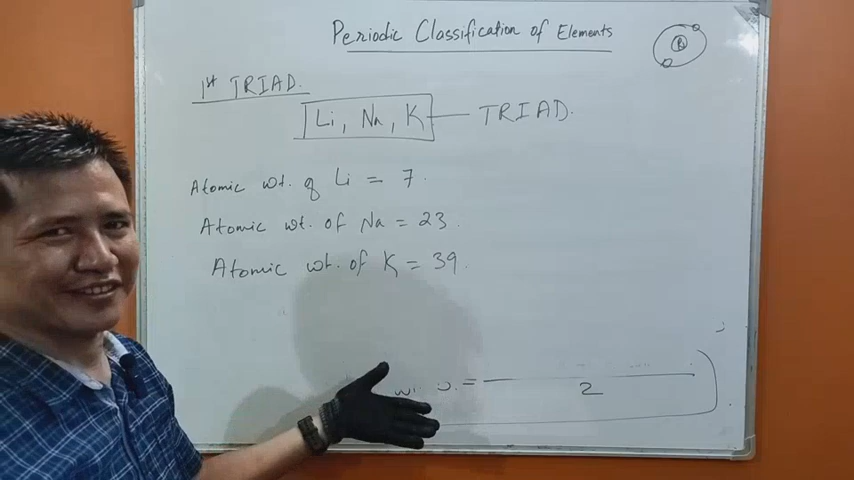 Periodic Classification of Elements
R
1st TRIAD.
Li, Na, K — TRIAD.
Atomic wt. of Li = 7.
Atomic wt. of Na = 23.
Atomic wt. of K = 39.
=
2